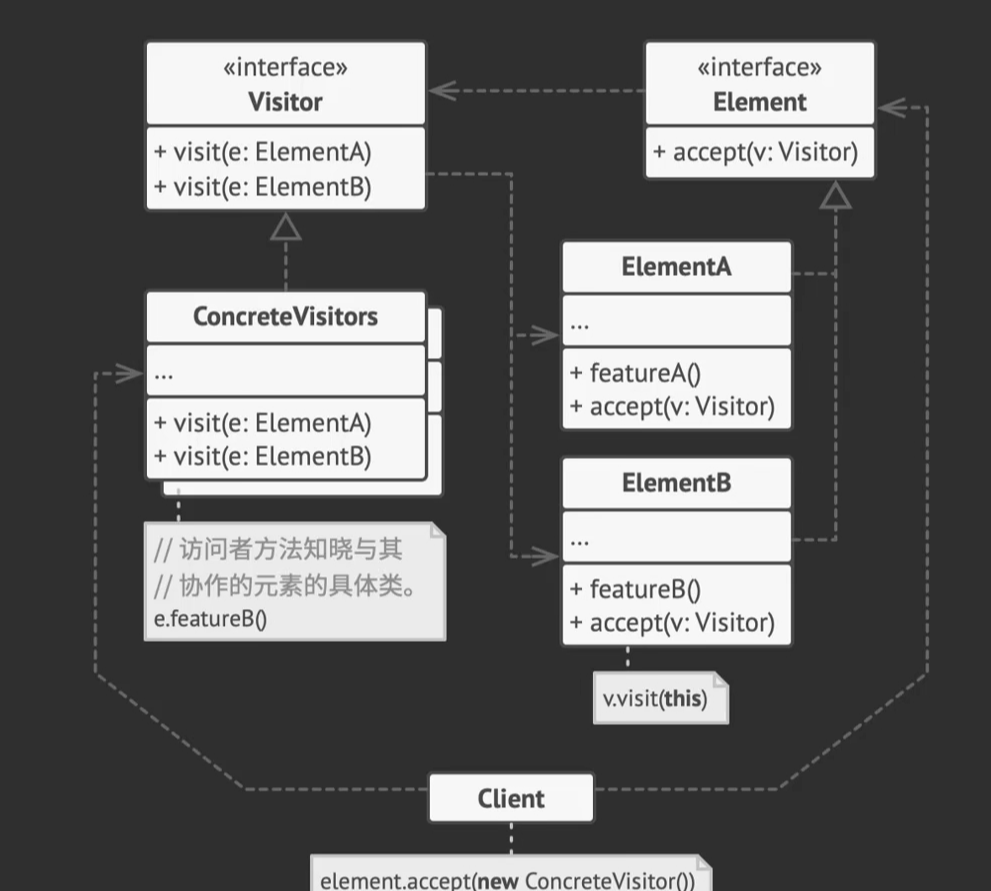 «interface»
Visitor
+ visit(e: ElementA)
+ visit(e: ElementB)
«interface»
Element
+ accept(v: Visitor)
ConcreteVisitors
...
+ visit(e: ElementA)
+ visit(e: ElementB)
// 访问者方法知晓与其
// 协作的元素的具体类。
e.featureB()
ElementA
...
+ featureA()
+ accept(v: Visitor)
ElementB
...
+ featureB()
+ accept(v: Visitor)
v.visit(this)
Client
element.accept(new ConcreteVisitor())